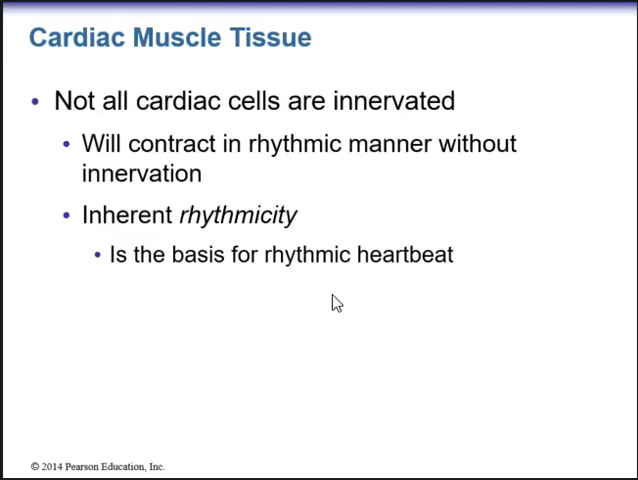 Cardiac Muscle Tissue
• Not all cardiac cells are innervated
• Will contract in rhythmic manner without
innervation
• Inherent rhythmicity
• Is the basis for rhythmic heartbeat
© 2014 Pearson Education, Inc.